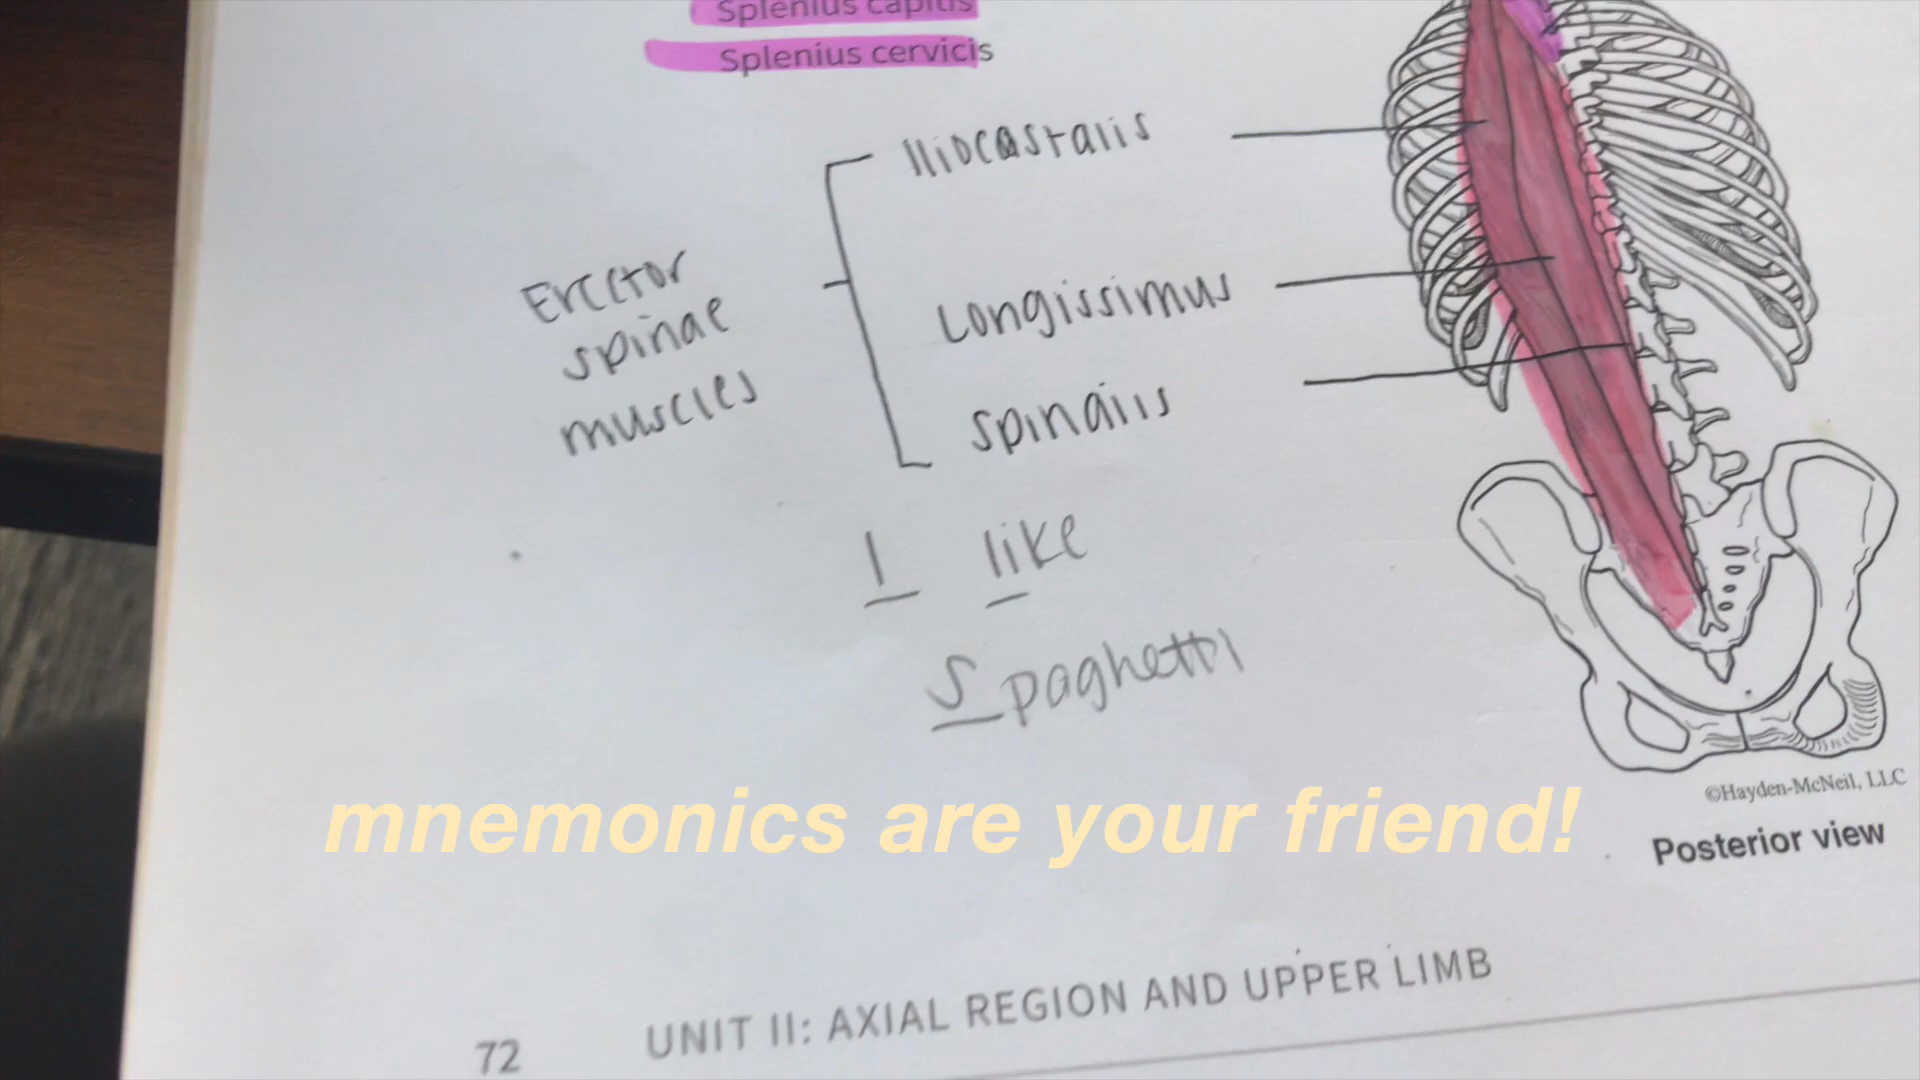 Splenius capitis
Splenius cervicis
Iliocastalis
Erector
spinae
muscles
Longissimus
spinalis
I like
Spaghetti
mnemonics are your friend!
©Hayden-McNeil, LLC
Posterior view
72 UNIT II: AXIAL REGION AND UPPER LIMB